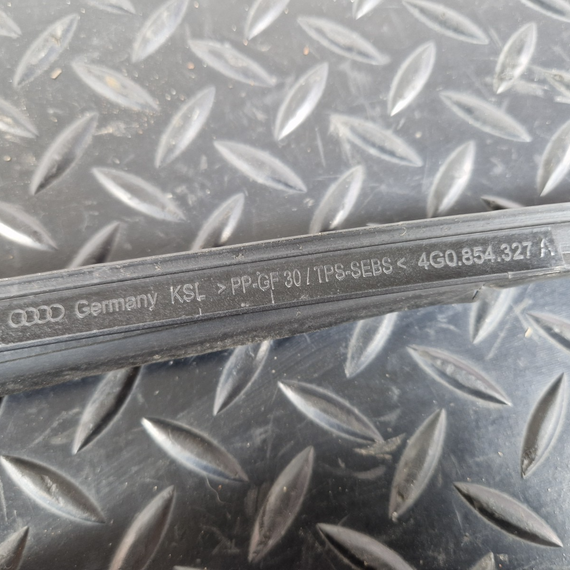 Germany KSL >PP-GF 30 / TPS-SEBS< 4G0.854.327 A